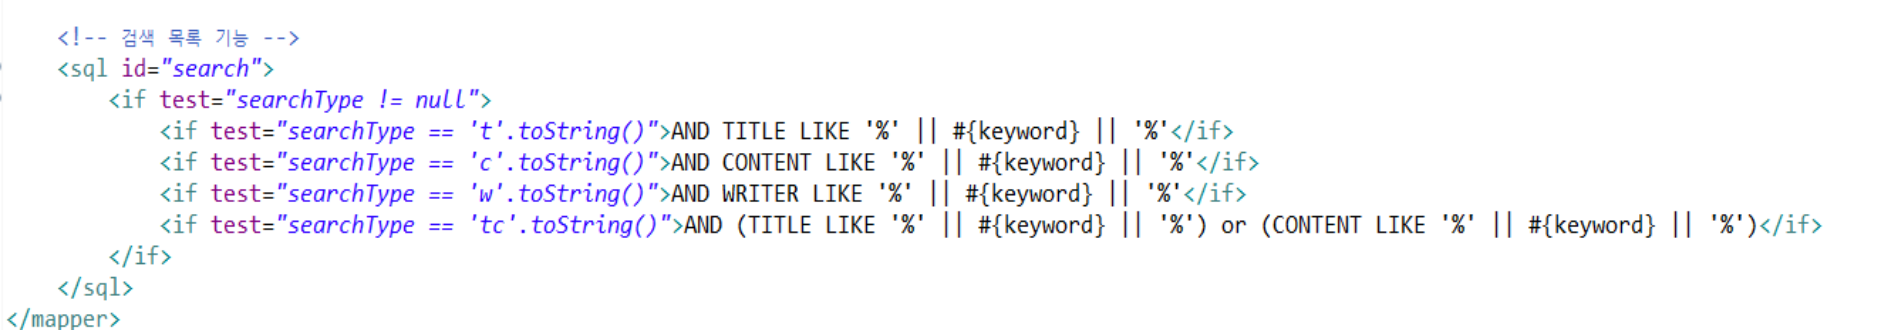 <!-- 검색 목록 기능 -->
<sql id="search">
<if test="searchType != null">
<if test="searchType == 't'.toString()">AND TITLE LIKE '%' || #{keyword} || '%'</if>
<if test="searchType == 'c'.toString()">AND CONTENT LIKE '%' || #{keyword} || '%'</if>
<if test="searchType == 'w'.toString()">AND WRITER LIKE '%' || #{keyword} || '%'</if>
<if test="searchType == 'tc'.toString()">AND (TITLE LIKE '%' || #{keyword} || '%') or (CONTENT LIKE '%' || #{keyword} || '%')</if>
</if>
</sql>
</mapper>